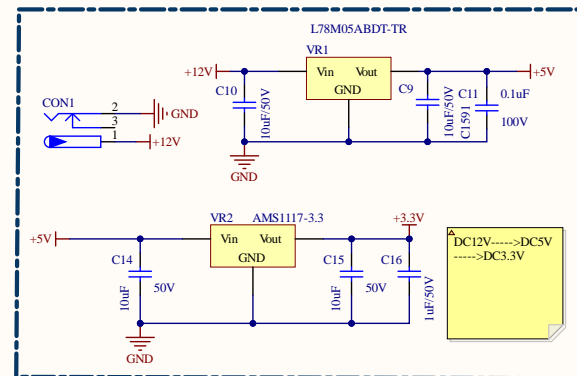 L78M05ABDT-TR
VR1
+12V
Vin
Vout
GND
+5V
C10
10uF/50V
C9
10uF/50V
C1591
C11
0.1uF
100V
GND
CON1
2
GND
3
1
+12V
VR2
AMS1117-3.3
+3.3V
+5V
Vin
Vout
GND
C14
10uF
50V
C15
10uF
50V
C16
1uF/50V
GND
DC12V----->DC5V
----->DC3.3V